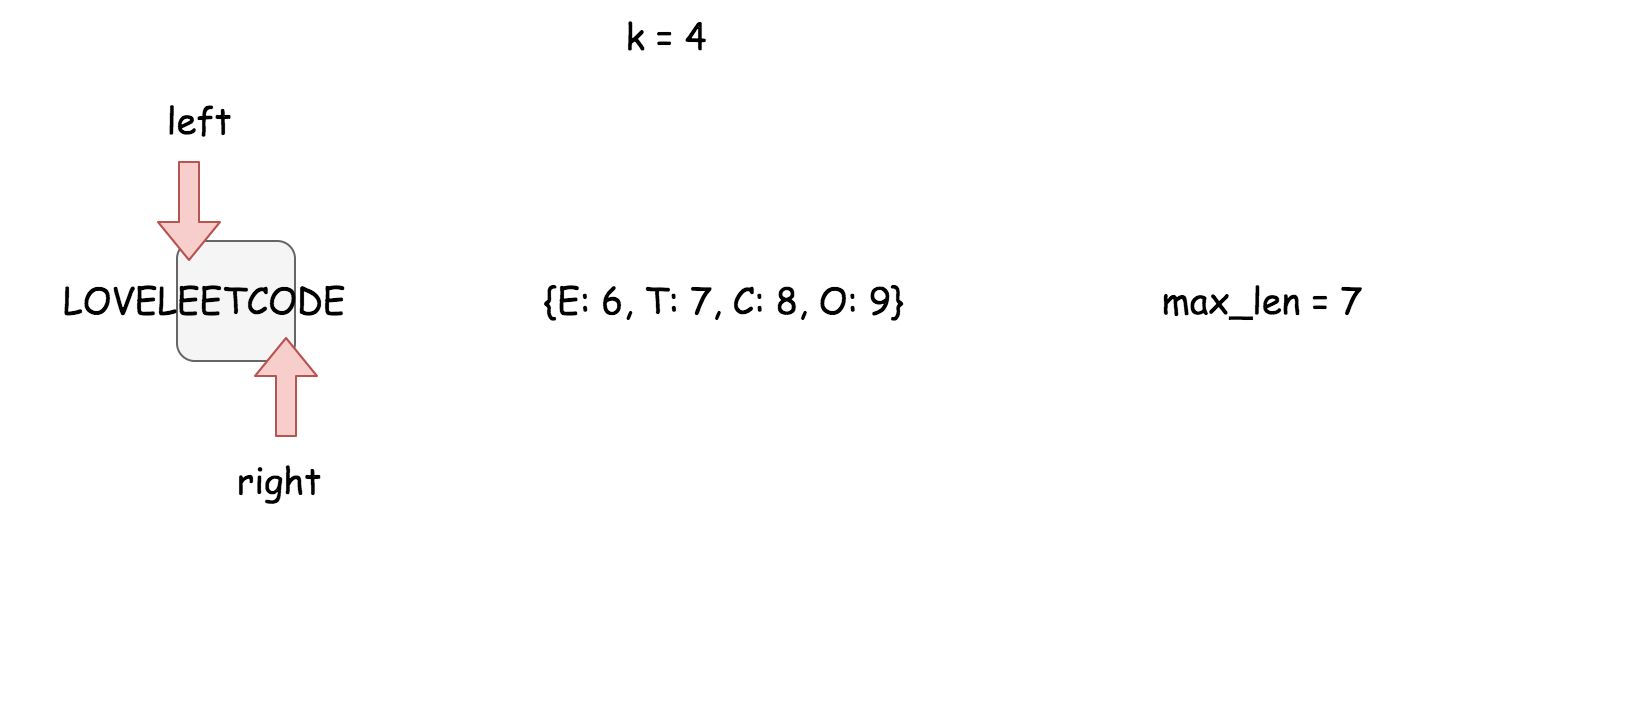 k = 4
left
LOVELEETCODE
{E: 6, T: 7, C: 8, O: 9}
max_len = 7
right